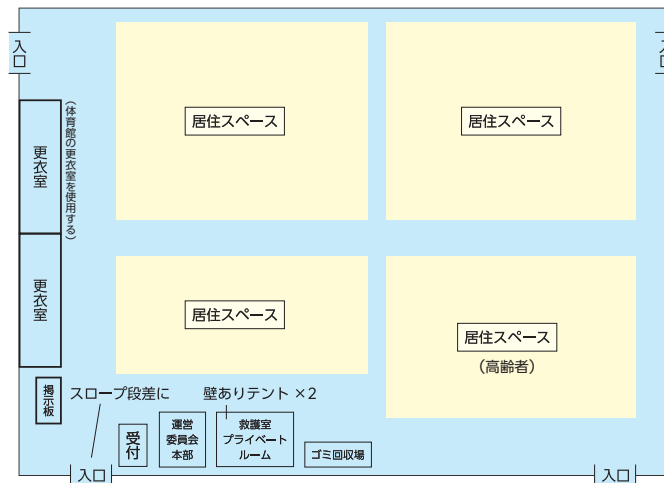 入口
入口
居住スペース
居住スペース
更衣室
(体育館の更衣室を使用する)
更衣室
居住スペース
居住スペース
(高齢者)
掲示板
スロープ段差に
壁ありテント×2
受付
運営
委員会
本部
救護室
プライベート
ルーム
ゴミ回収場
入口
入口